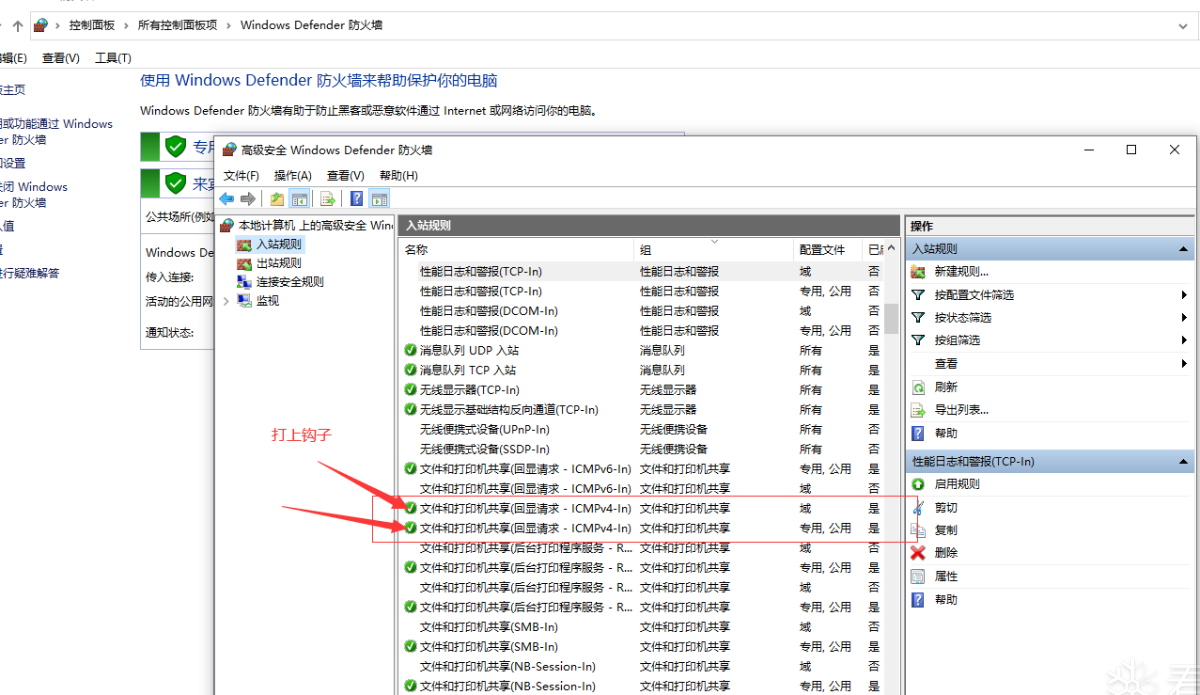 控制面板 › 所有控制面板项 › Windows Defender 防火墙
编辑(E) 查看(V) 工具(T)
使用 Windows Defender 防火墙来帮助保护你的电脑
Windows Defender 防火墙有助于防止黑客或恶意软件通过 Internet 或网络访问你的电脑。
主页
或功能通过 Windows
er 防火墙
设置
关闭 Windows
er 防火墙
值
行疑难解答
专用
来宾
公共场所(例如
Windows De
传入连接:
活动的公用网
通知状态:
高级安全 Windows Defender 防火墙
文件(F) 操作(A) 查看(V) 帮助(H)
本地计算机 上的高级安全 Win
入站规则
出站规则
连接安全规则
监视
入站规则
名称 组 配置文件 已
性能日志和警报(TCP-In) 性能日志和警报 域 否
性能日志和警报(TCP-In) 性能日志和警报 专用, 公用 否
性能日志和警报(DCOM-In) 性能日志和警报 域 否
性能日志和警报(DCOM-In) 性能日志和警报 专用, 公用 否
消息队列 UDP 入站 消息队列 所有 是
消息队列 TCP 入站 消息队列 所有 是
无线显示器(TCP-In) 无线显示器 所有 是
无线显示基础结构反向通道(TCP-In) 无线显示器 所有 是
无线便携式设备(UPnP-In) 无线便携设备 所有 否
无线便携式设备(SSDP-In) 无线便携设备 所有 否
文件和打印机共享(回显请求 - ICMPv6-In) 文件和打印机共享 专用, 公用 是
文件和打印机共享(回显请求 - ICMPv6-In) 文件和打印机共享 域 否
文件和打印机共享(回显请求 - ICMPv4-In) 文件和打印机共享 域 是
文件和打印机共享(回显请求 - ICMPv4-In) 文件和打印机共享 专用, 公用 是
文件和打印机共享(后台打印程序服务 - R... 文件和打印机共享 域 否
文件和打印机共享(后台打印程序服务 - R... 文件和打印机共享 专用, 公用 是
文件和打印机共享(后台打印程序服务 - R... 文件和打印机共享 域 否
文件和打印机共享(后台打印程序服务 - R... 文件和打印机共享 专用, 公用 是
文件和打印机共享(SMB-In) 文件和打印机共享 域 否
文件和打印机共享(SMB-In) 文件和打印机共享 专用, 公用 是
文件和打印机共享(NB-Session-In) 文件和打印机共享 域 否
文件和打印机共享(NB-Session-In) 文件和打印机共享 专用, 公用 是
打上钩子
操作
入站规则
新建规则...
按配置文件筛选
按状态筛选
按组筛选
查看
刷新
导出列表...
帮助
性能日志和警报(TCP-In)
启用规则
剪切
复制
删除
属性
帮助